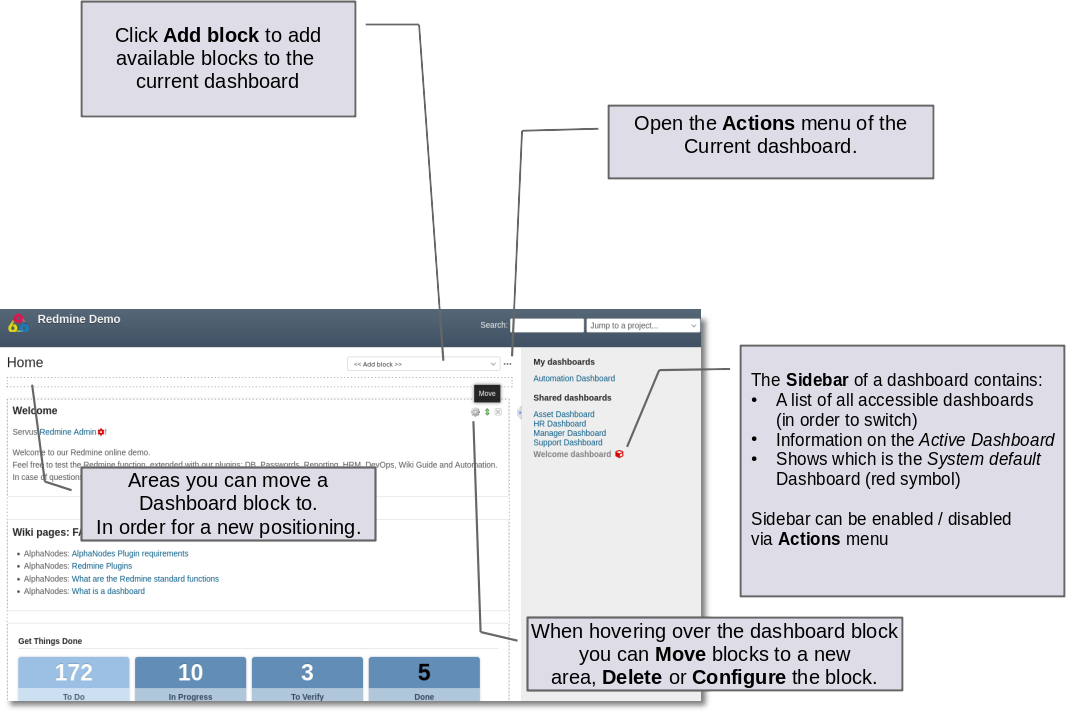 Click Add block to add
available blocks to the
current dashboard
Open the Actions menu of the
Current dashboard.
Redmine Demo
Search:
Jump to a project...
Home
<< Add block >>
...
Move
Welcome
Servus Redmine Admin !
Welcome to our Redmine online demo.
Feel free to test the Redmine function, extended with our plugins: DB, Passwords, Reporting, HRM, DevOps, Wiki Guide and Automation.
In case of question
Areas you can move a
Dashboard block to.
In order for a new positioning.
Wiki pages: FA
• AlphaNodes: AlphaNodes Plugin requirements
• AlphaNodes: Redmine Plugins
• AlphaNodes: What are the Redmine standard functions
• AlphaNodes: What is a dashboard
Get Things Done
172
To Do
10
In Progress
3
To Verify
5
Done
My dashboards
Automation Dashboard
Shared dashboards
Asset Dashboard
HR Dashboard
Manager Dashboard
Support Dashboard
Welcome dashboard
The Sidebar of a dashboard contains:
• A list of all accessible dashboards
(in order to switch)
• Information on the Active Dashboard
• Shows which is the System default
Dashboard (red symbol)
Sidebar can be enabled / disabled
via Actions menu
When hovering over the dashboard block
you can Move blocks to a new
area, Delete or Configure the block.